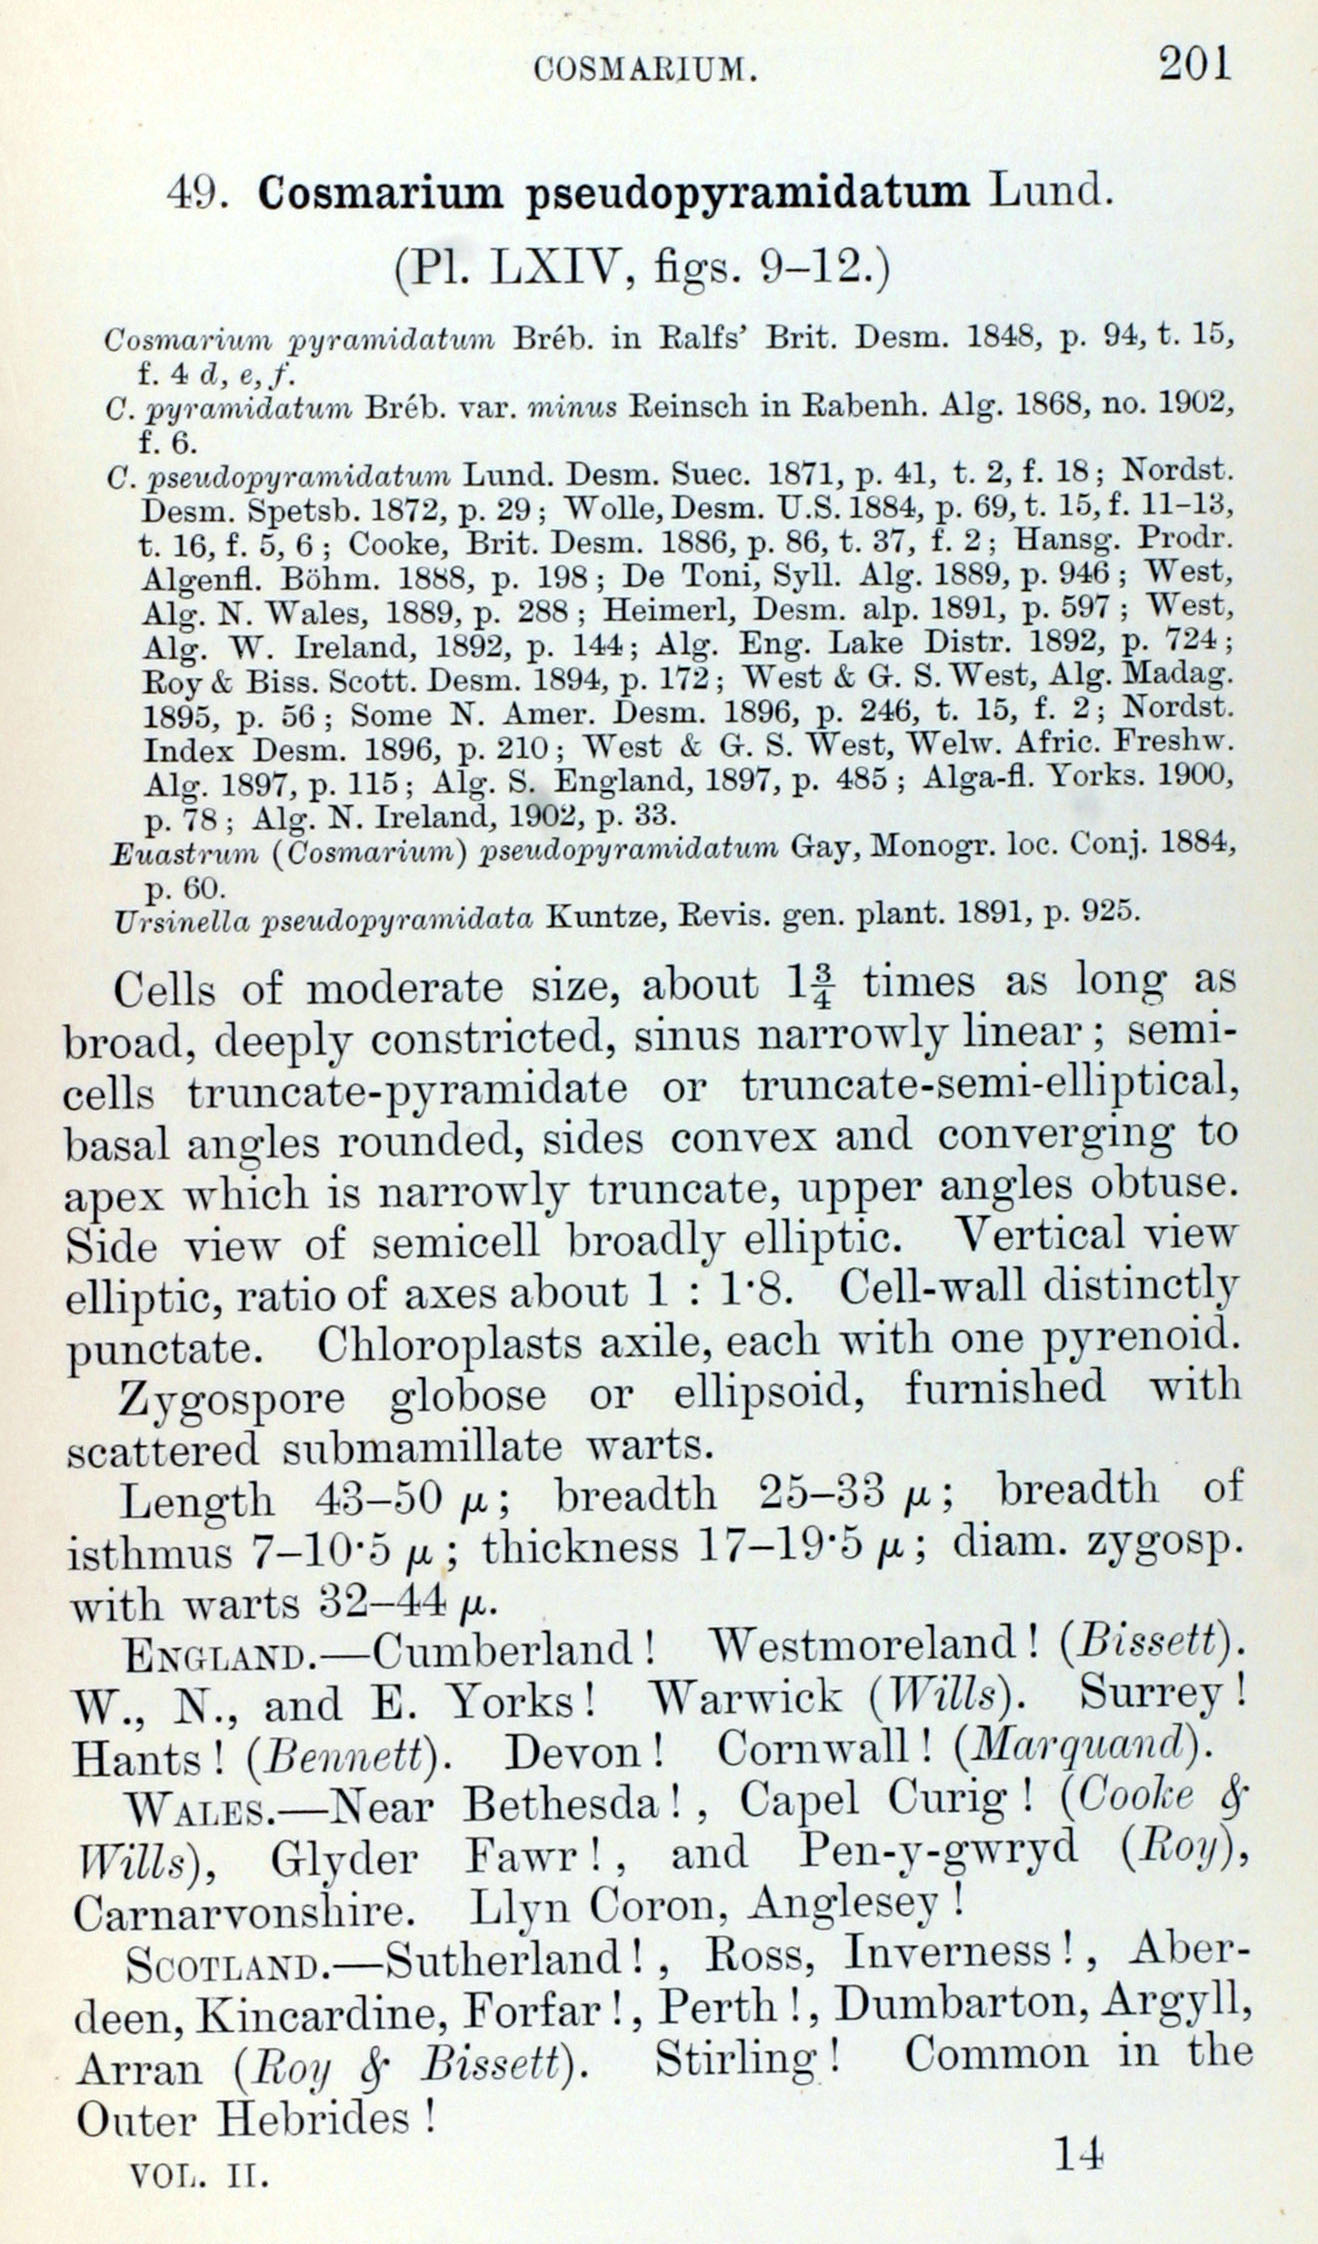 COSMARIUM. 201
49. Cosmarium pseudopyramidatum Lund.
(Pl. LXIV, figs. 9–12.)
Cosmarium pyramidatum Bréb. in Ralfs' Brit. Desm. 1848, p. 94, t. 15,
f. 4 d, e, f.
C. pyramidatum Bréb. var. minus Reinsch in Rabenh. Alg. 1868, no. 1902,
f. 6.
C. pseudopyramidatum Lund. Desm. Suec. 1871, p. 41, t. 2, f. 18; Nordst.
Desm. Spetsb. 1872, p. 29; Wolle, Desm. U.S. 1884, p. 69, t. 15, f. 11–13,
t. 16, f. 5, 6; Cooke, Brit. Desm. 1886, p. 86, t. 37, f. 2; Hansg. Prodr.
Algenfl. Böhm. 1888, p. 198; De Toni, Syll. Alg. 1889, p. 946; West,
Alg. N. Wales, 1889, p. 288; Heimerl, Desm. alp. 1891, p. 597; West,
Alg. W. Ireland, 1892, p. 144; Alg. Eng. Lake Distr. 1892, p. 724;
Roy & Biss. Scott. Desm. 1894, p. 172; West & G. S. West, Alg. Madag.
1895, p. 56; Some N. Amer. Desm. 1896, p. 246, t. 15, f. 2; Nordst.
Index Desm. 1896, p. 210; West & G. S. West, Welw. Afric. Freshw.
Alg. 1897, p. 115; Alg. S. England, 1897, p. 485; Alga-fl. Yorks. 1900,
p. 78; Alg. N. Ireland, 1902, p. 33.
Euastrum (Cosmarium) pseudopyramidatum Gay, Monogr. loc. Conj. 1884,
p. 60.
Ursinella pseudopyramidata Kuntze, Revis. gen. plant. 1891, p. 925.
Cells of moderate size, about 1¾ times as long as
broad, deeply constricted, sinus narrowly linear; semi-
cells truncate-pyramidate or truncate-semi-elliptical,
basal angles rounded, sides convex and converging to
apex which is narrowly truncate, upper angles obtuse.
Side view of semicell broadly elliptic. Vertical view
elliptic, ratio of axes about 1 : 1·8. Cell-wall distinctly
punctate. Chloroplasts axile, each with one pyrenoid.
Zygospore globose or ellipsoid, furnished with
scattered submamillate warts.
Length 43–50 μ; breadth 25–33 μ; breadth of
isthmus 7–10·5 μ; thickness 17–19·5 μ; diam. zygosp.
with warts 32–44 μ.
ENGLAND.—Cumberland! Westmoreland! (Bissett).
W., N., and E. Yorks! Warwick (Wills). Surrey!
Hants! (Bennett). Devon! Cornwall! (Marquand).
WALES.—Near Bethesda!, Capel Curig! (Cooke &
Wills), Glyder Fawr!, and Pen-y-gwryd (Roy),
Carnarvonshire. Llyn Coron, Anglesey!
SCOTLAND.—Sutherland!, Ross, Inverness!, Aber-
deen, Kincardine, Forfar!, Perth!, Dumbarton, Argyll,
Arran (Roy & Bissett). Stirling! Common in the
Outer Hebrides!
VOL. II. 14